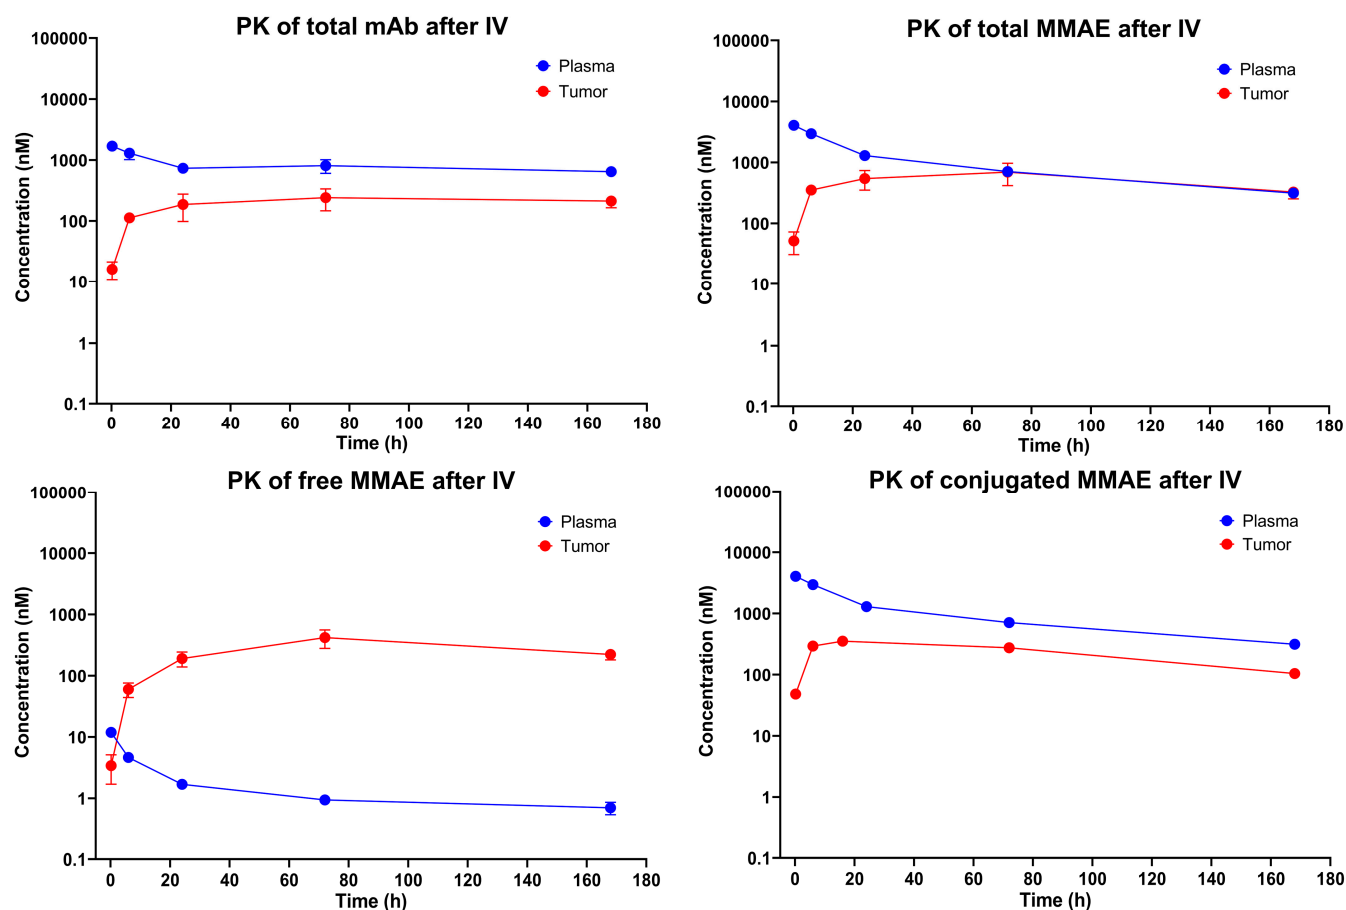 PK of total mAb after IV
100000
10000
1000
100
10
1
0.1
Concentration (nM)
Plasma
Tumor
0 20 40 60 80 100 120 140 160 180
Time (h)
PK of total MMAE after IV
100000
10000
1000
100
10
1
0.1
Concentration (nM)
Plasma
Tumor
0 20 40 60 80 100 120 140 160 180
Time (h)
PK of free MMAE after IV
100000
10000
1000
100
10
1
0.1
Concentration (nM)
Plasma
Tumor
0 20 40 60 80 100 120 140 160 180
Time (h)
PK of conjugated MMAE after IV
100000
10000
1000
100
10
1
0.1
Concentration (nM)
Plasma
Tumor
0 20 40 60 80 100 120 140 160 180
Time (h)